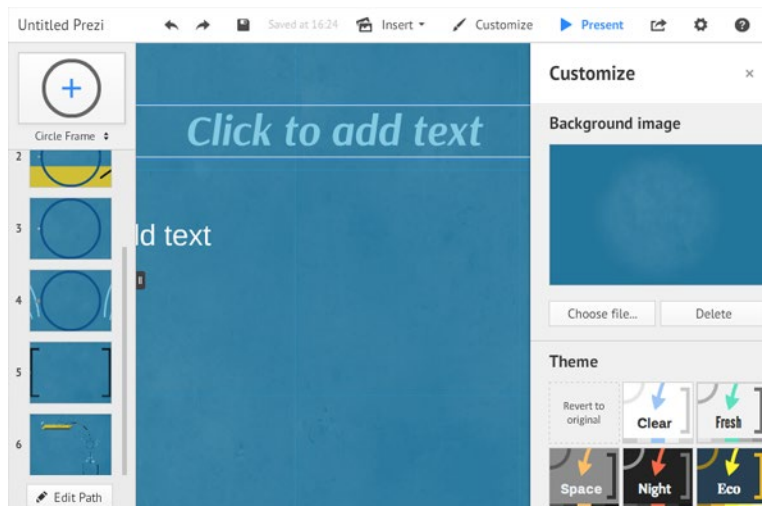 Untitled Prezi
Saved at 16:24
Insert
Customize
Present
Circle Frame
2
3
4
5
6
Edit Path
Click to add text
dd text
Customize
×
Background image
Choose file...
Delete
Theme
Revert to
original
Clear
Fresh
Space
Night
Eco